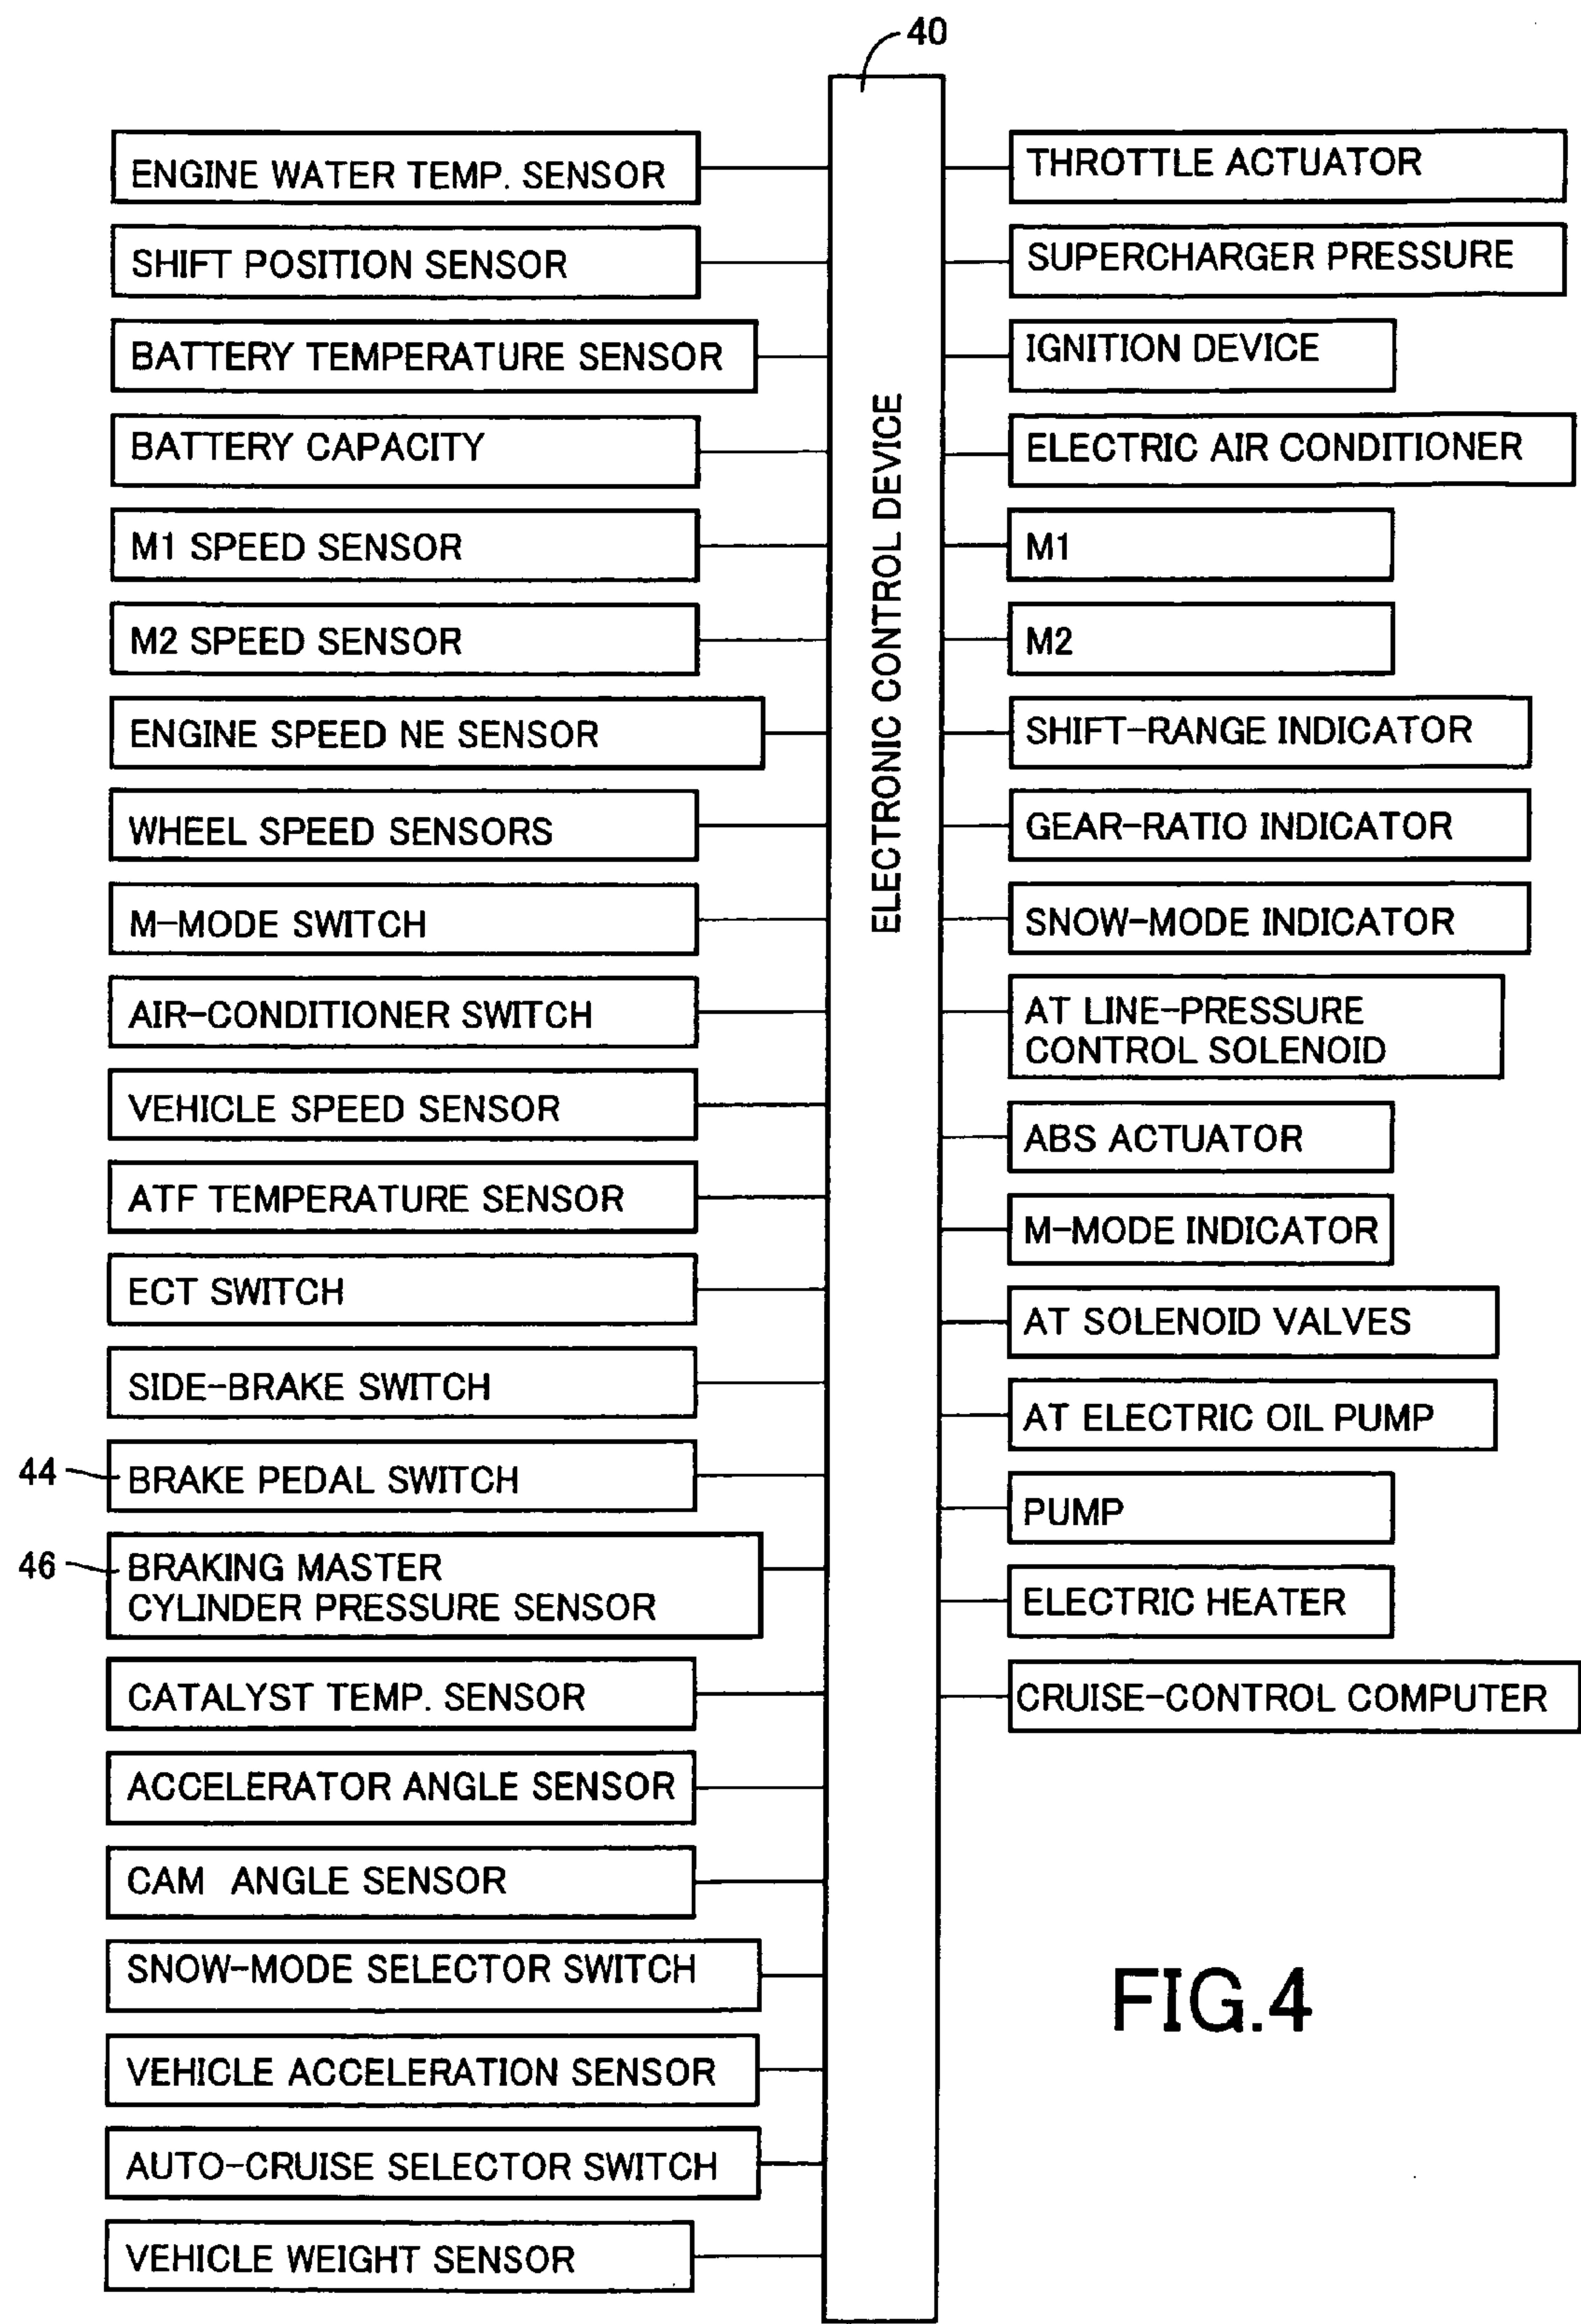 40
ENGINE WATER TEMP. SENSOR
SHIFT POSITION SENSOR
BATTERY TEMPERATURE SENSOR
BATTERY CAPACITY
M1 SPEED SENSOR
M2 SPEED SENSOR
ENGINE SPEED NE SENSOR
WHEEL SPEED SENSORS
M-MODE SWITCH
AIR-CONDITIONER SWITCH
VEHICLE SPEED SENSOR
ATF TEMPERATURE SENSOR
ECT SWITCH
SIDE-BRAKE SWITCH
44
BRAKE PEDAL SWITCH
46
BRAKING MASTER
CYLINDER PRESSURE SENSOR
CATALYST TEMP. SENSOR
ACCELERATOR ANGLE SENSOR
CAM ANGLE SENSOR
SNOW-MODE SELECTOR SWITCH
VEHICLE ACCELERATION SENSOR
AUTO-CRUISE SELECTOR SWITCH
VEHICLE WEIGHT SENSOR
ELECTRONIC CONTROL DEVICE
THROTTLE ACTUATOR
SUPERCHARGER PRESSURE
IGNITION DEVICE
ELECTRIC AIR CONDITIONER
M1
M2
SHIFT-RANGE INDICATOR
GEAR-RATIO INDICATOR
SNOW-MODE INDICATOR
AT LINE-PRESSURE
CONTROL SOLENOID
ABS ACTUATOR
M-MODE INDICATOR
AT SOLENOID VALVES
AT ELECTRIC OIL PUMP
PUMP
ELECTRIC HEATER
CRUISE-CONTROL COMPUTER
FIG.4